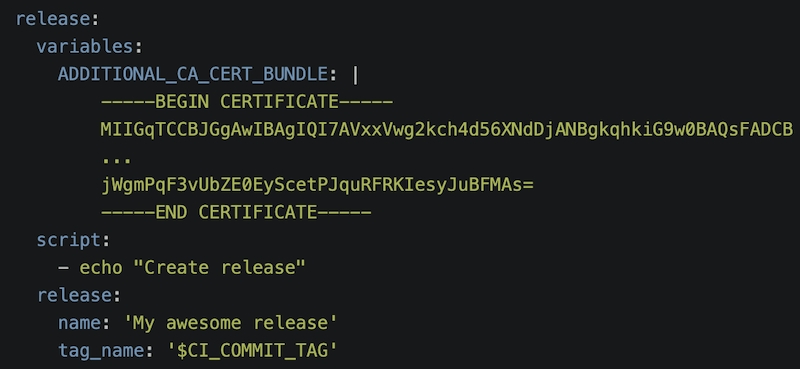 release:
  variables:
    ADDITIONAL_CA_CERT_BUNDLE: |
        -----BEGIN CERTIFICATE-----
        MIIGqTCCBJGgAwIBAgIQI7AVxxVwg2kch4d56XNdDjANBgkqhkiG9w0BAQsFADCB
        ...
        jWgmPqF3vUbZE0EyScetPJquRFRKIesyJuBFMAs=
        -----END CERTIFICATE-----
  script:
    - echo "Create release"
  release:
    name: 'My awesome release'
    tag_name: '$CI_COMMIT_TAG'